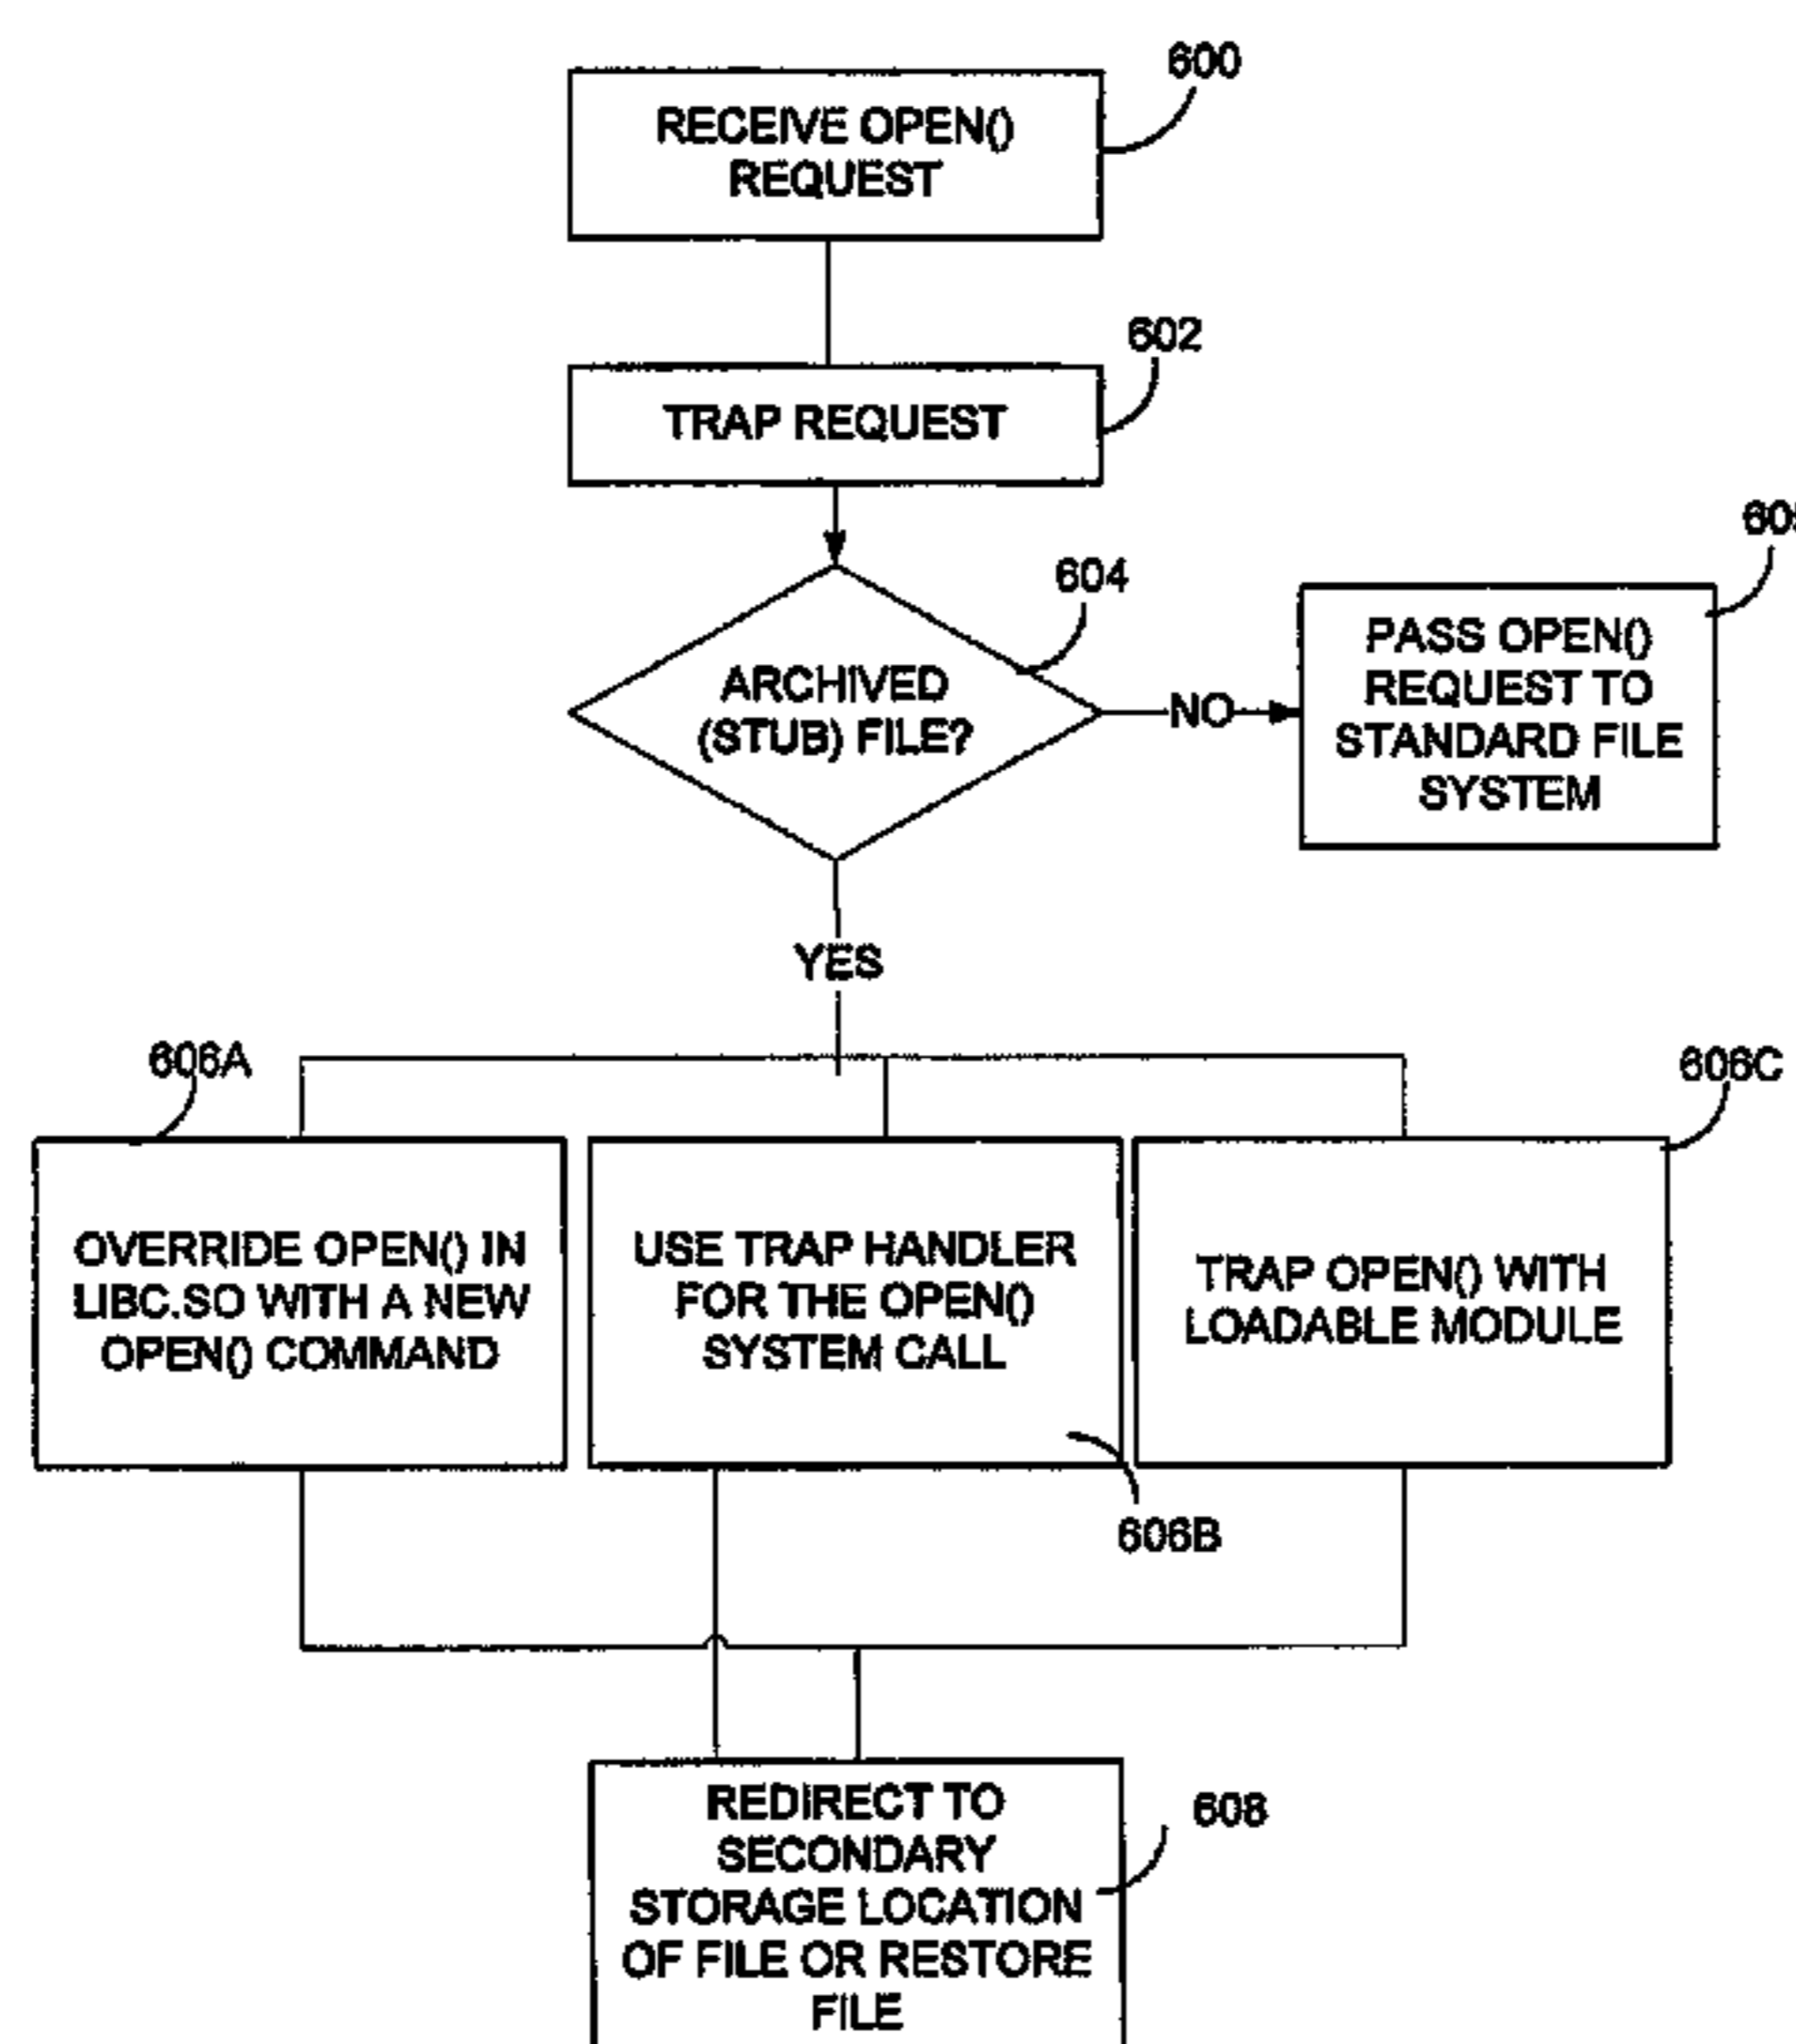 600
RECEIVE OPEN()
REQUEST
602
TRAP REQUEST
604
ARCHIVED
(STUB) FILE?
NO
PASS OPEN()
REQUEST TO
STANDARD FILE
SYSTEM
YES
606A
OVERRIDE OPEN() IN
LIBC.SO WITH A NEW
OPEN() COMMAND
USE TRAP HANDLER
FOR THE OPEN()
SYSTEM CALL
606B
606C
TRAP OPEN() WITH
LOADABLE MODULE
608
REDIRECT TO
SECONDARY
STORAGE LOCATION
OF FILE OR RESTORE
FILE